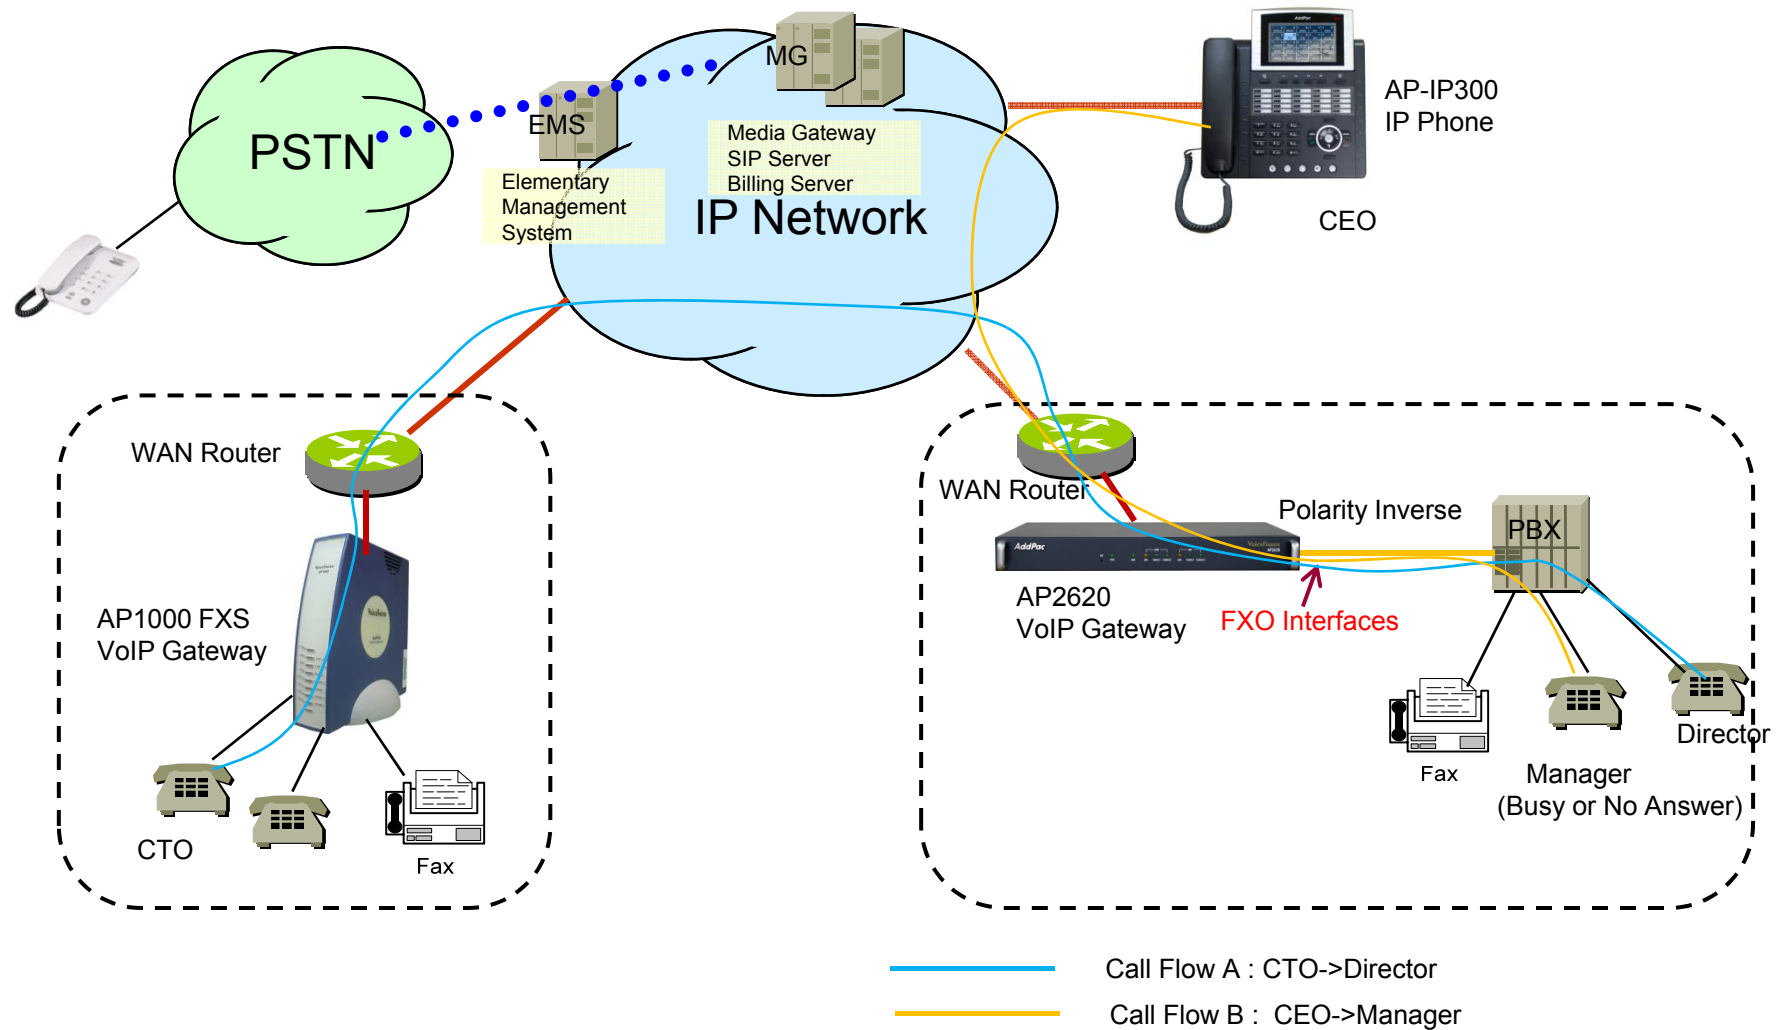 MG
AddPac
EMS
PSTN
Media Gateway
SIP Server
Billing Server
AP-IP300
IP Phone
Elementary
Management
System
IP Network
CEO
WAN Router
WAN Router
Polarity Inverse
PBX
AddPac
AP2620
VoIP Gateway
FXO Interfaces
AP1000 FXS
VoIP Gateway
Director
Fax
Manager
(Busy or No Answer)
CTO
Fax
Call Flow A : CTO->Director
Call Flow B : CEO->Manager